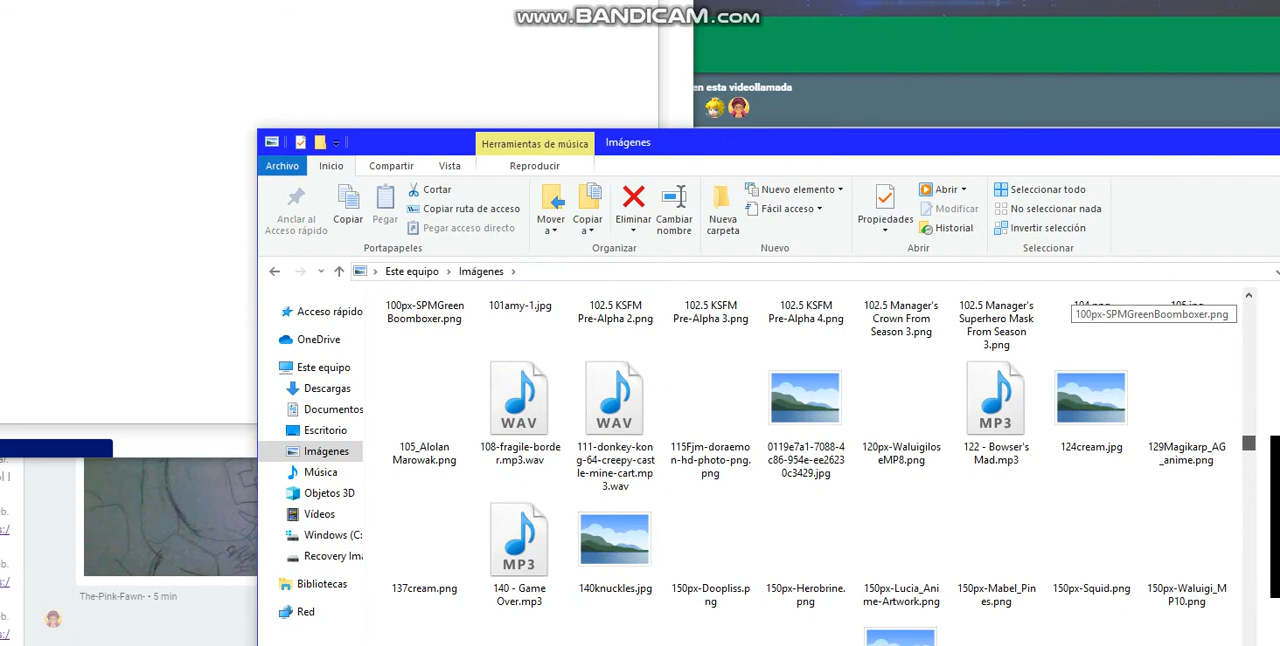 www.BANDICAM.com
en esta videollamada
Herramientas de música
Imágenes
Archivo
Inicio
Compartir
Vista
Reproducir
Anclar al
Acceso rápido
Copiar
Pegar
Cortar
Copiar ruta de acceso
Pegar acceso directo
Portapapeles
Mover
a
Copiar
a
Eliminar
Cambiar
nombre
Organizar
Nueva
carpeta
Nuevo elemento
Fácil acceso
Nuevo
Propiedades
Abrir
Modificar
Historial
Abrir
Seleccionar todo
No seleccionar nada
Invertir selección
Seleccionar
Este equipo
Imágenes
Acceso rápido
OneDrive
Este equipo
Descargas
Documentos
Escritorio
Imágenes
Música
Objetos 3D
Vídeos
Windows (C:
Recovery Ima
Bibliotecas
Red
100px-SPMGreen
Boomboxer.png
101amy-1.jpg
102.5 KSFM
Pre-Alpha 2.png
102.5 KSFM
Pre-Alpha 3.png
102.5 KSFM
Pre-Alpha 4.png
102.5 Manager's
Crown From
Season 3.png
102.5 Manager's
Superhero Mask
From Season
3.png
100px-SPMGreenBoomboxer.png
WAV
WAV
MP3
105_Alolan
Marowak.png
108-fragile-borde
r.mp3.wav
111-donkey-kon
g-64-creepy-cast
le-mine-cart.mp
3.wav
115Fjm-doraemo
n-hd-photo-png.
png
0119e7a1-7088-4
c86-954e-ee2623
0c3429.jpg
120px-Waluigilos
eMP8.png
122 - Bowser's
Mad.mp3
124cream.jpg
129Magikarp_AG
_anime.png
MP3
137cream.png
140 - Game
Over.mp3
140knuckles.jpg
150px-Doopliss.p
ng
150px-Herobrine.
png
150px-Lucia_Ani
me-Artwork.png
150px-Mabel_Pin
es.png
150px-Squid.png
150px-Waluigi_M
P10.png
The-Pink-Fawn- • 5 min